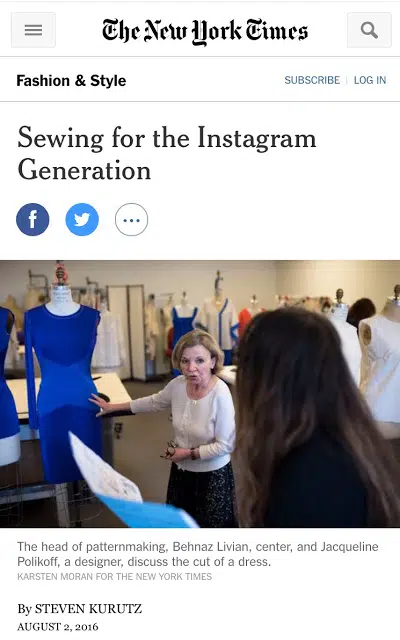 The New York Times
Fashion & Style
SUBSCRIBE | LOG IN
Sewing for the Instagram
Generation
The head of patternmaking, Behnaz Livian, center, and Jacqueline
Polikoff, a designer, discuss the cut of a dress.
KARSTEN MORAN FOR THE NEW YORK TIMES
By STEVEN KURUTZ
AUGUST 2, 2016